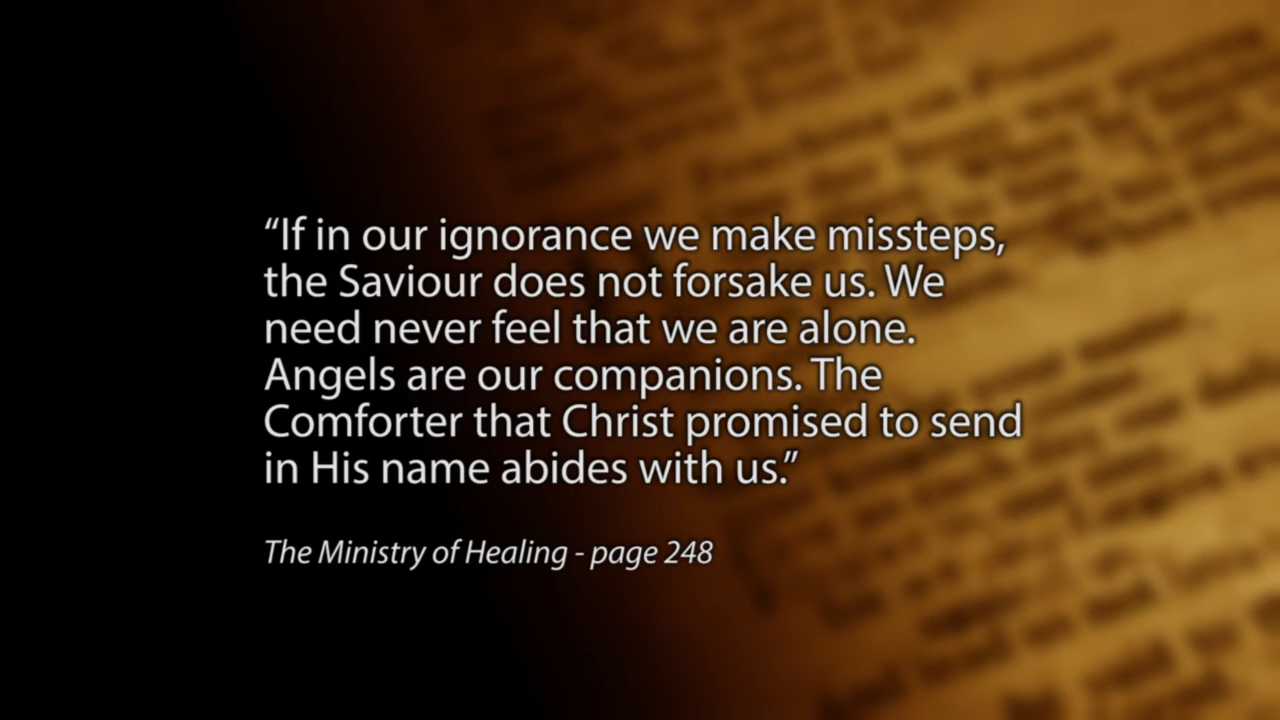 “If in our ignorance we make missteps,
the Saviour does not forsake us. We
need never feel that we are alone.
Angels are our companions. The
Comforter that Christ promised to send
in His name abides with us.”
The Ministry of Healing - page 248